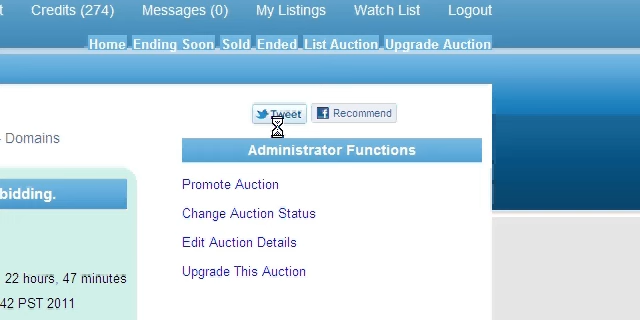 t Credits (274) Messages (0) My Listings Watch List Logout
Home Ending Soon Sold Ended List Auction Upgrade Auction
Tweet Recommend
- Domains
Administrator Functions
bidding.
Promote Auction
Change Auction Status
Edit Auction Details
Upgrade This Auction
22 hours, 47 minutes
42 PST 2011